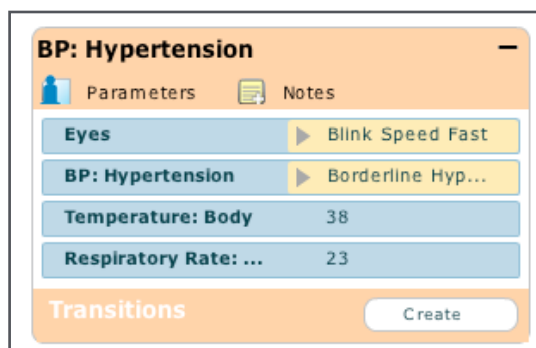 BP: Hypertension
Parameters Notes
Eyes Blink Speed Fast
BP: Hypertension Borderline Hyp...
Temperature: Body 38
Respiratory Rate: ... 23
Transitions Create